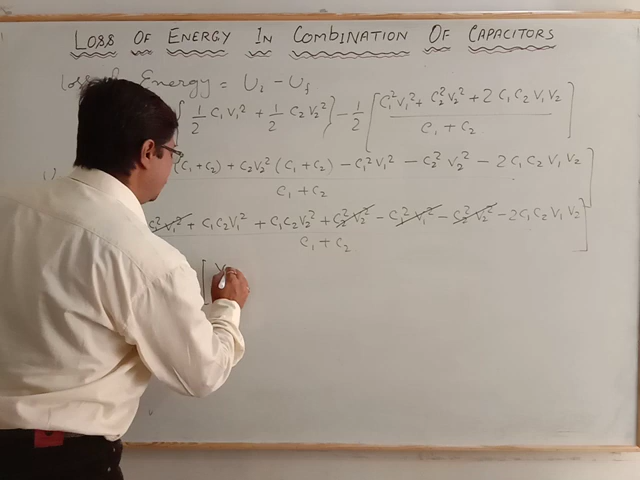 LOSS OF ENERGY IN COMBINATION OF CAPACITORS
Loss of Energy = Ui - Uf
{ 1/2 C₁V₁² + 1/2 C₂V₂² } - 1/2 [ (C₁²V₁² + C₂²V₂² + 2C₁C₂V₁V₂) / (C₁ + C₂) ]
(C₁+C₂) + C₂V₂² (C₁+C₂) - C₁²V₁² - C₂²V₂² - 2C₁C₂V₁V₂ / C₁+C₂ ]
C₁²V₁² + C₁C₂V₁² + C₁C₂V₂² + C₂²V₂² - C₁²V₁² - C₂²V₂² - 2C₁C₂V₁V₂ / C₁+C₂ ]
[ V